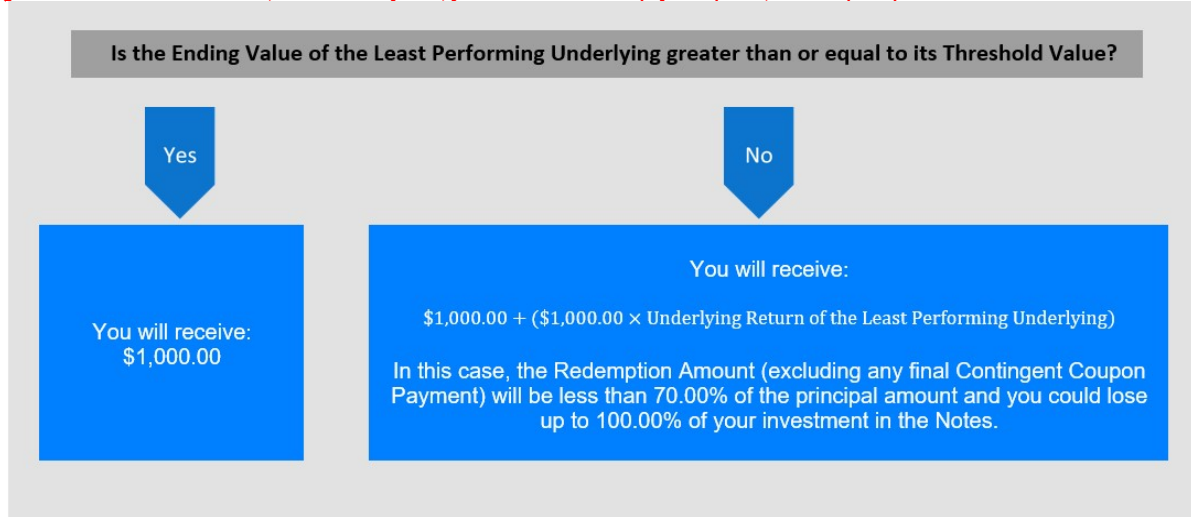 Is the Ending Value of the Least Performing Underlying greater than or equal to its Threshold Value?
Yes
No
You will receive:
$1,000.00
You will receive:
$1,000.00 + ($1,000.00 × Underlying Return of the Least Performing Underlying)
In this case, the Redemption Amount (excluding any final Contingent Coupon
Payment) will be less than 70.00% of the principal amount and you could lose
up to 100.00% of your investment in the Notes.